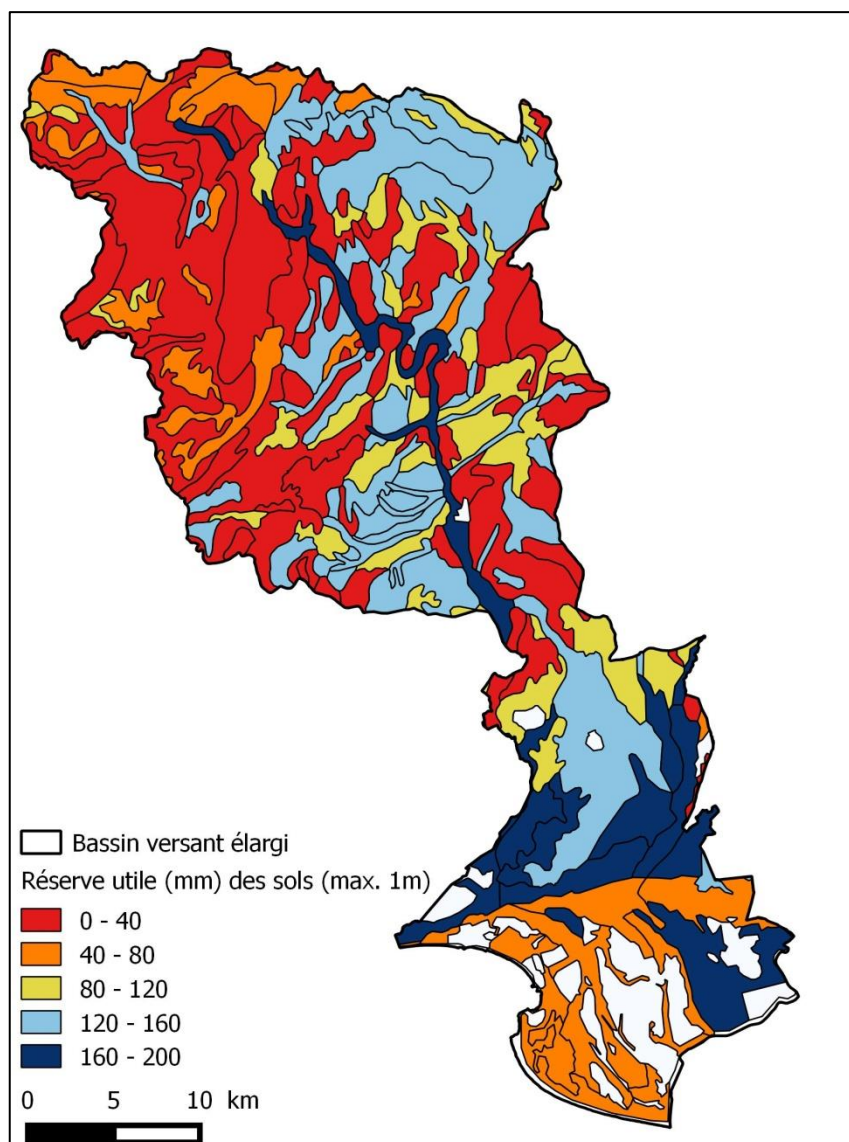 Bassin versant élargi
Réserve utile (mm) des sols (max. 1m)
0 - 40
40 - 80
80 - 120
120 - 160
160 - 200
0 5 10 km